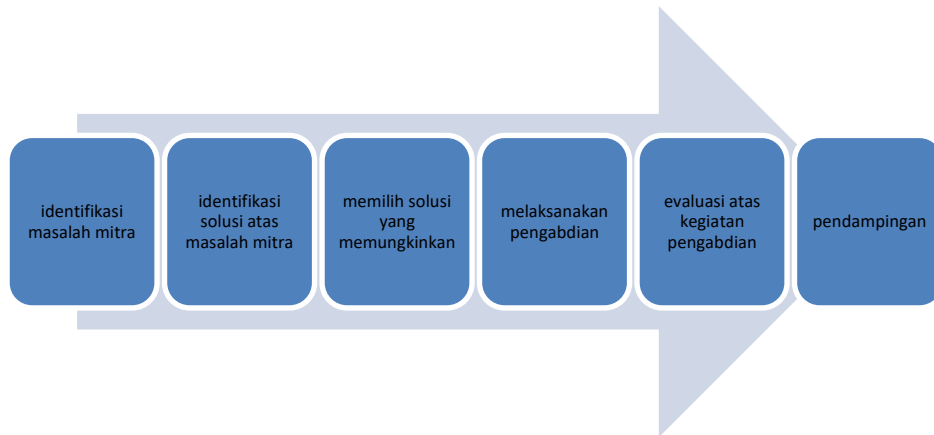 identifikasi
masalah mitra
identifikasi
solusi atas
masalah mitra
memilih solusi
yang
memungkinkan
melaksanakan
pengabdian
evaluasi atas
kegiatan
pengabdian
pendampingan